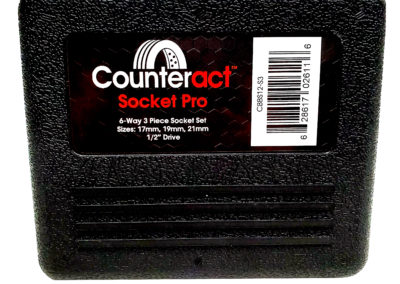 Counteract™
Socket Pro
6-Way 3 Piece Socket Set
Sizes: 17mm, 19mm, 21mm
1/2" Drive
CBBS12-S3
6 28617 02611 6